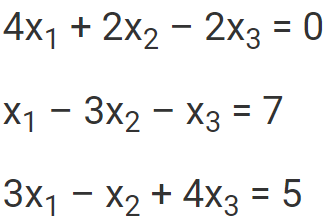 4x₁ + 2x₂ − 2x₃ = 0
x₁ − 3x₂ − x₃ = 7
3x₁ − x₂ + 4x₃ = 5